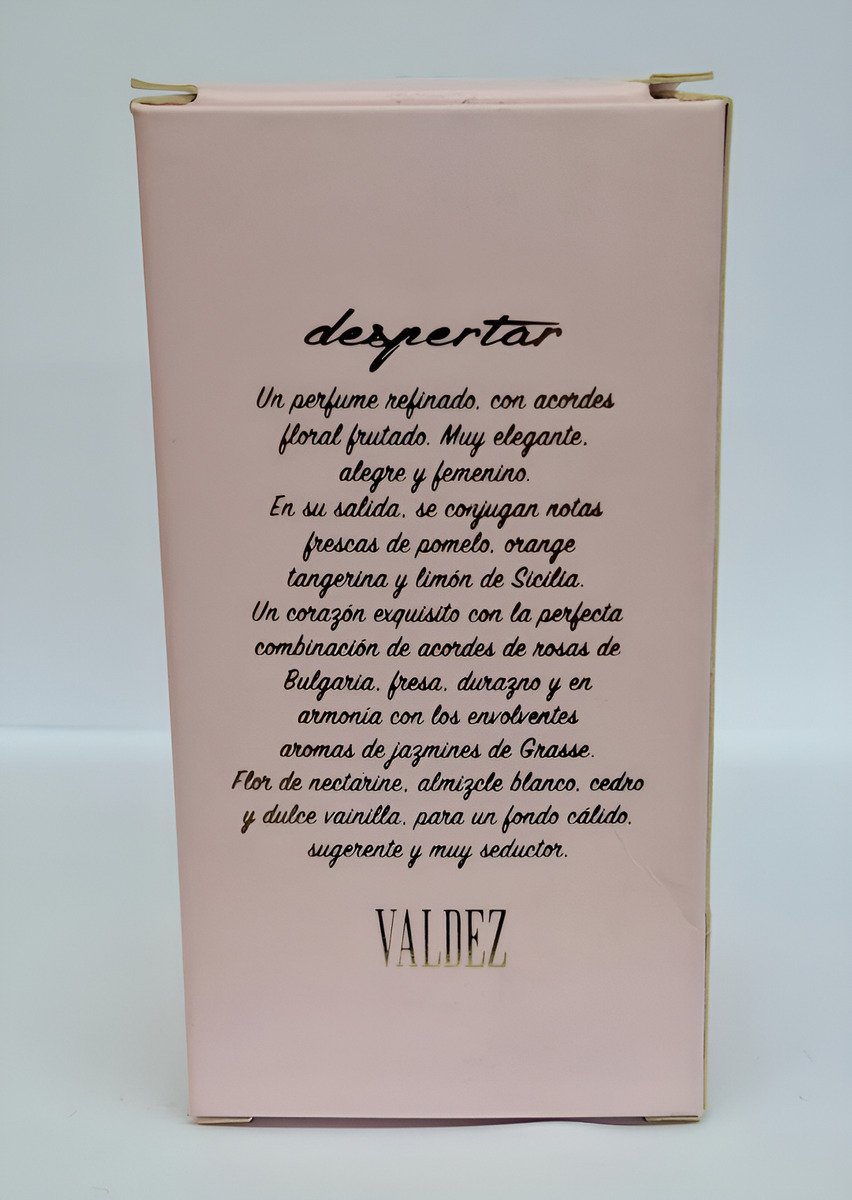 despertar
Un perfume refinado, con acordes
floral frutado. Muy elegante,
alegre y femenino.
En su salida, se conjugan notas
frescas de pomelo, orange
tangerina y limón de Sicilia.
Un corazón exquisito con la perfecta
combinación de acordes de rosas de
Bulgaria, fresa, durazno y en
armonía con los envolventes
aromas de jazmines de Grasse.
Flor de nectarine, almizcle blanco, cedro
y dulce vainilla, para un fondo cálido,
sugerente y muy seductor.
VALDEZ